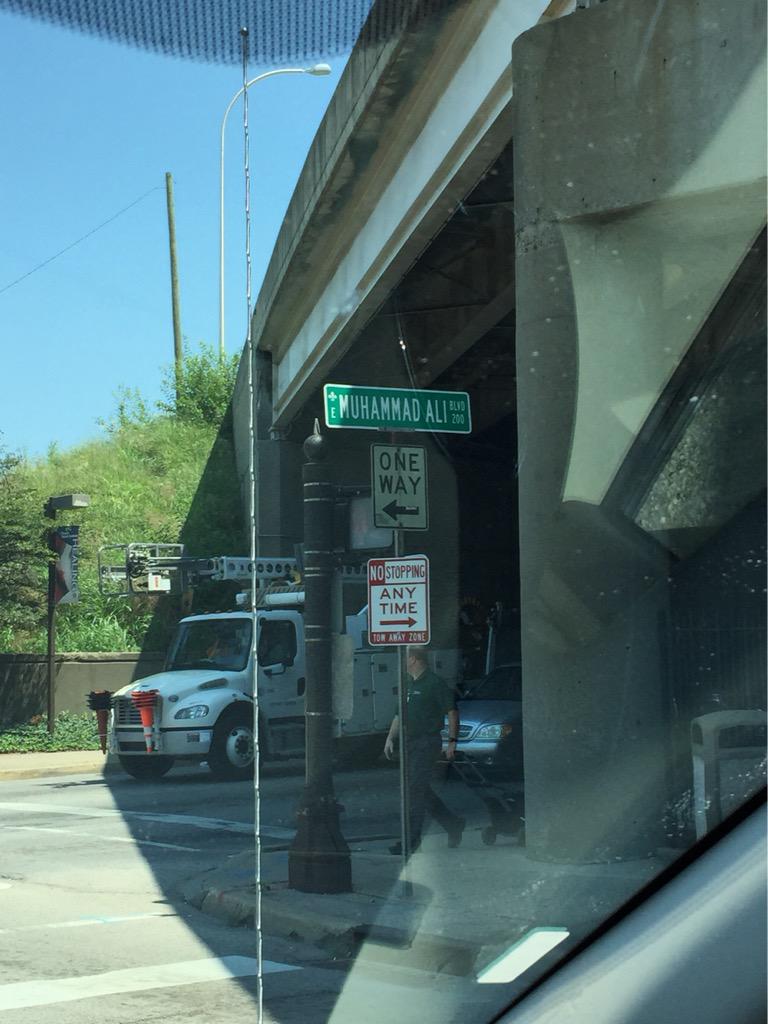 E MUHAMMAD ALI BLVD 200
ONE
WAY
NO STOPPING
ANY
TIME
TOW AWAY ZONE